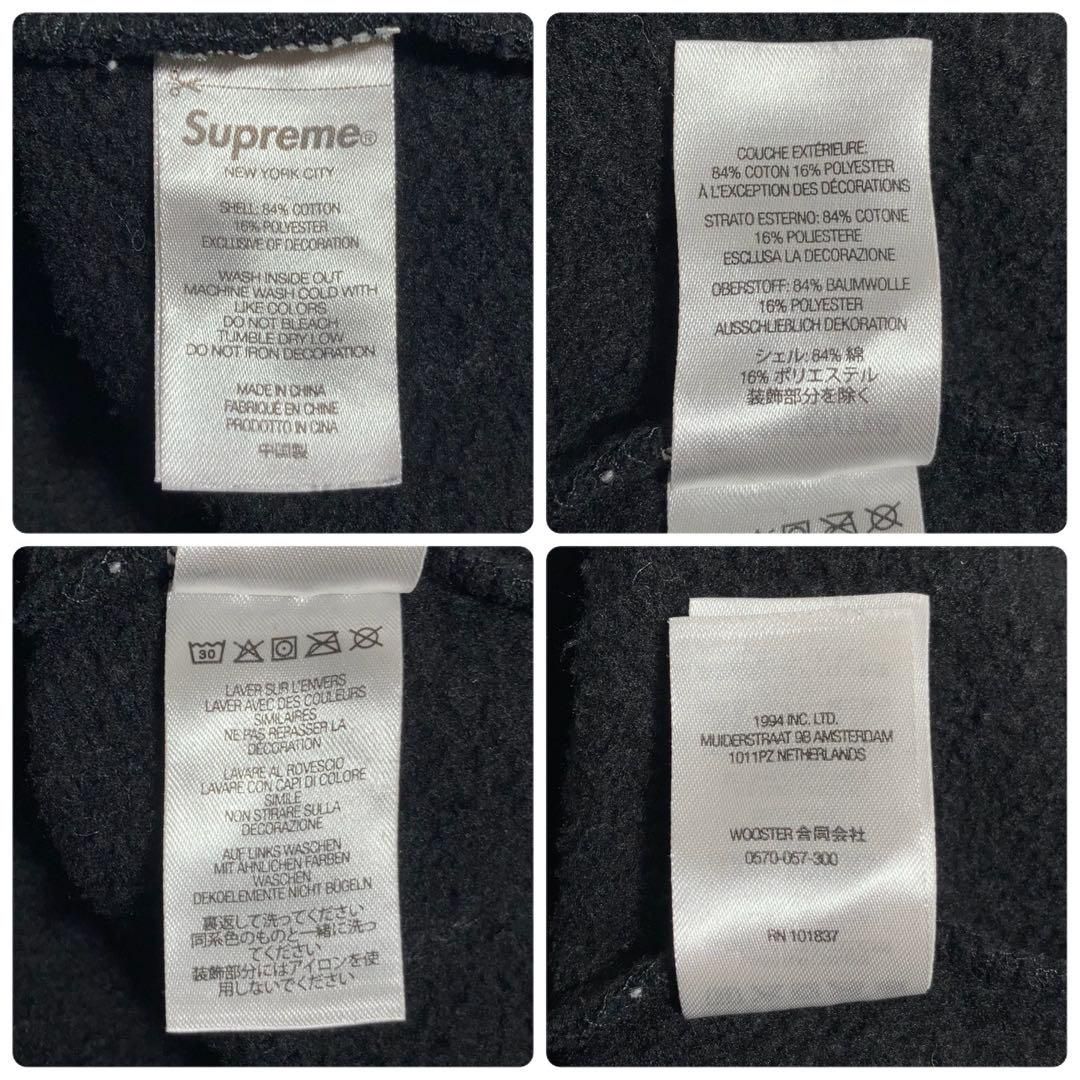 Supreme®
NEW YORK CITY
SHELL: 84% COTTON
16% POLYESTER
EXCLUSIVE OF DECORATION
WASH INSIDE OUT
MACHINE WASH COLD WITH
LIKE COLORS
DO NOT BLEACH
TUMBLE DRY LOW
DO NOT IRON DECORATION
MADE IN CHINA
FABRIQUÉ EN CHINE
PRODOTTO IN CINA
中国製
COUCHE EXTÉRIEURE:
84% COTON 16% POLYESTER
À L'EXCEPTION DES DÉCORATIONS
STRATO ESTERNO: 84% COTONE
16% POLIESTERE
ESCLUSA LA DECORAZIONE
OBERSTOFF: 84% BAUMWOLLE
16% POLYESTER
AUSSCHLIEßLICH DEKORATION
シェル: 84% 綿
16% ポリエステル
装飾部分を除く
30
LAVER SUR L'ENVERS
LAVER AVEC DES COULEURS
SIMILAIRES
NE PAS REPASSER LA
DÉCORATION
LAVARE AL ROVESCIO
LAVARE CON CAPI DI COLORE
SIMILE
NON STIRARE SULLA
DECORAZIONE
AUF LINKS WASCHEN
MIT ÄHNLICHEN FARBEN
WASCHEN
DEKOELEMENTE NICHT BÜGELN
裏返して洗ってください
同系色のものと一緒に洗っ
てください
装飾部分にはアイロンを使
用しないでください
1994 INC. LTD.
MUIDERSTRAAT 9B AMSTERDAM
1011PZ NETHERLANDS
WOOSTER 合同会社
0570-057-300
RN 101837